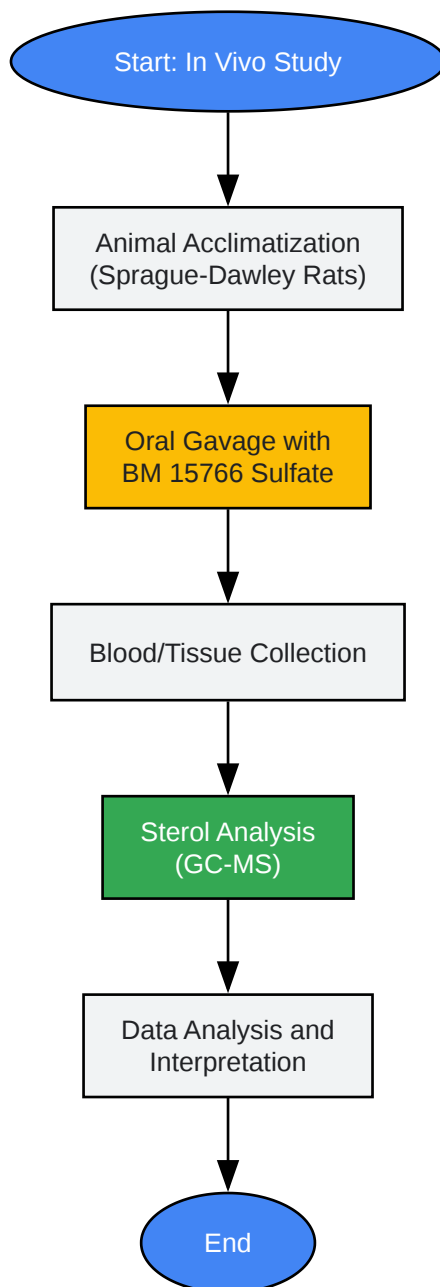 Start: In Vivo Study
Animal Acclimatization
(Sprague-Dawley Rats)
Oral Gavage with
BM 15766 Sulfate
Blood/Tissue Collection
Sterol Analysis
(GC-MS)
Data Analysis and
Interpretation
End